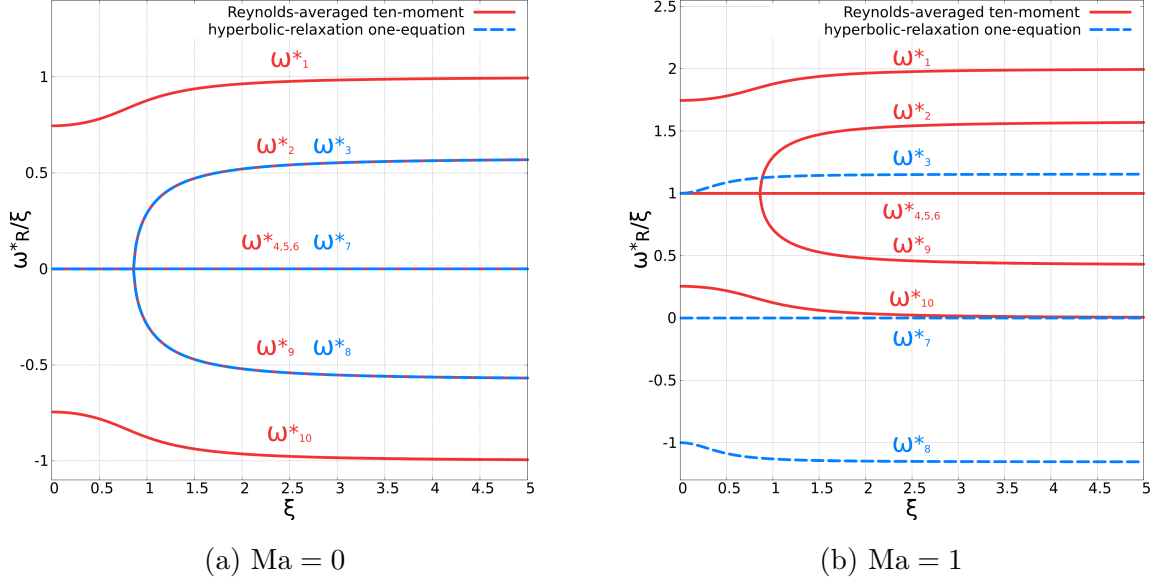 Reynolds-averaged ten-moment
hyperbolic-relaxation one-equation
ω*1
ω*2 ω*3
ω*4,5,6 ω*7
ω*9 ω*8
ω*10
1
0.5
0
-0.5
-1
ω*R/ξ
0 0.5 1 1.5 2 2.5 3 3.5 4 4.5 5
ξ
(a) Ma = 0
Reynolds-averaged ten-moment
hyperbolic-relaxation one-equation
ω*1
ω*2
ω*3
ω*4,5,6
ω*9
ω*10
ω*7
ω*8
2.5
2
1.5
1
0.5
0
-0.5
-1
ω*R/ξ
0 0.5 1 1.5 2 2.5 3 3.5 4 4.5 5
ξ
(b) Ma = 1